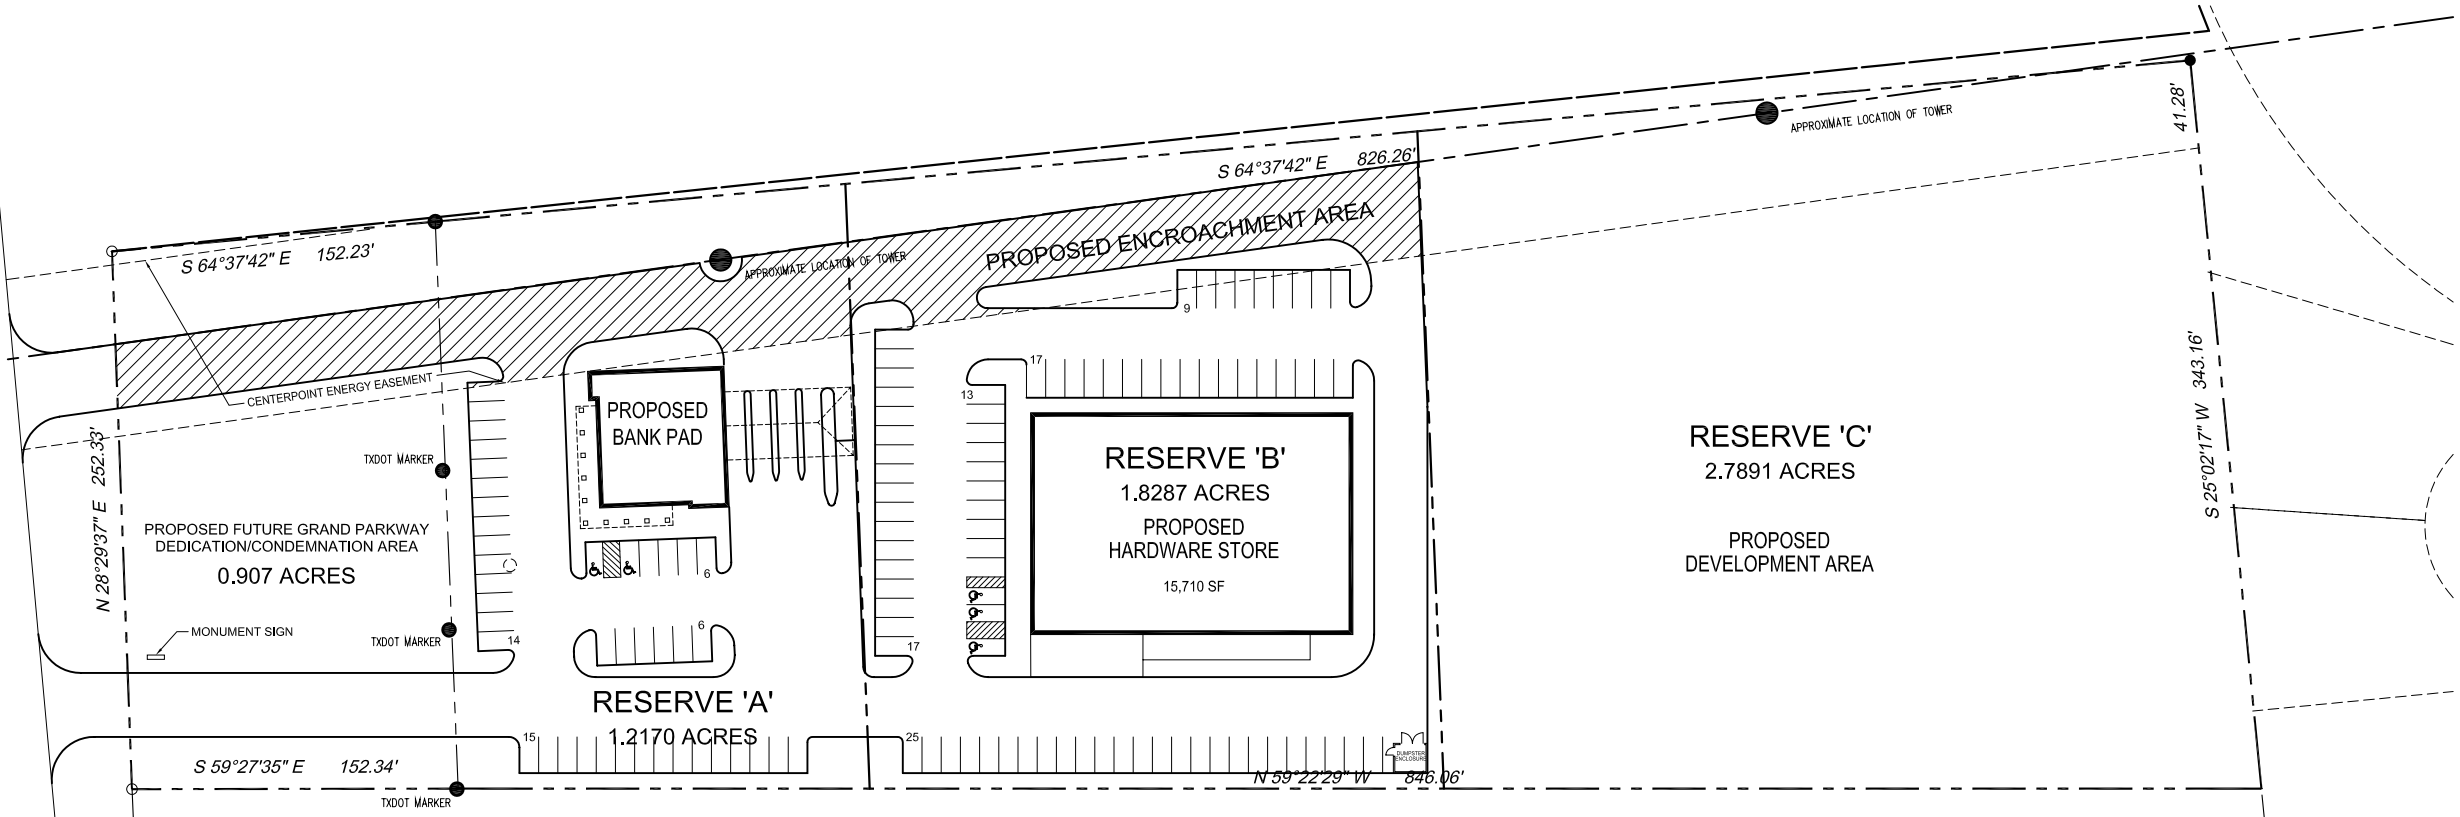 S 64°37'42" E 152.23'
APPROXIMATE LOCATION OF TOWER
PROPOSED ENCROACHMENT AREA
S 64°37'42" E 826.26'
APPROXIMATE LOCATION OF TOWER
41.28'
CENTERPOINT ENERGY EASEMENT
N 28°29'37" E 252.33'
TXDOT MARKER
PROPOSED FUTURE GRAND PARKWAY
DEDICATION/CONDEMNATION AREA
0.907 ACRES
MONUMENT SIGN
TXDOT MARKER
14
PROPOSED
BANK PAD
6
6
RESERVE 'A'
1.2170 ACRES
15
S 59°27'35" E 152.34'
TXDOT MARKER
9
17
13
17
RESERVE 'B'
1.8287 ACRES
PROPOSED
HARDWARE STORE
15,710 SF
25
DUMPSTER
ENCLOSURE
N 59°22'29" W 846.06'
RESERVE 'C'
2.7891 ACRES
PROPOSED
DEVELOPMENT AREA
S 25°02'17" W 343.16'